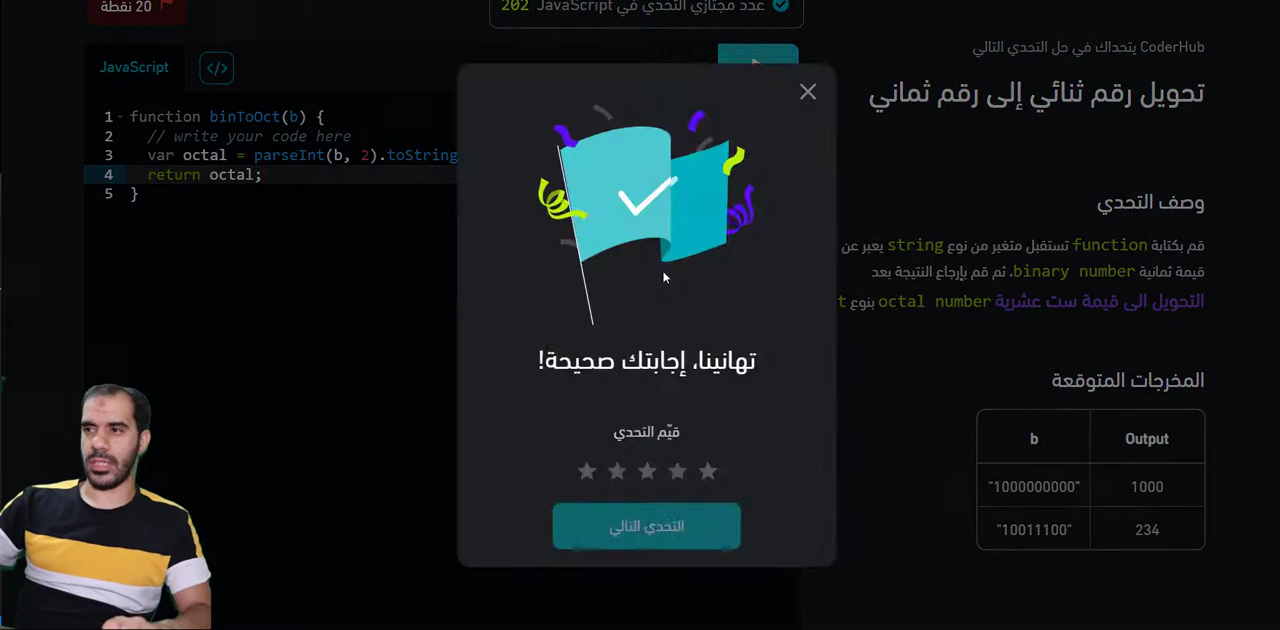 20 نقطة
عدد مجتازي التحدي في JavaScript 202
CoderHub يتحداك في حل التحدي التالي
تحويل رقم ثنائي إلى رقم ثماني
JavaScript </>
1 function binToOct(b) {
2 // write your code here
3 var octal = parseInt(b, 2).toString
4 return octal;
5 }
تهانينا، إجابتك صحيحة!
قيّم التحدي
التحدي التالي
وصف التحدي
قم بكتابة function تستقبل متغير من نوع string يعبر عن
قيمة ثمانية binary number، ثم قم بإرجاع النتيجة بعد
التحويل الى قيمة ست عشرية octal number بنوع t
المخرجات المتوقعة
b Output
"1000000000" 1000
"10011100" 234